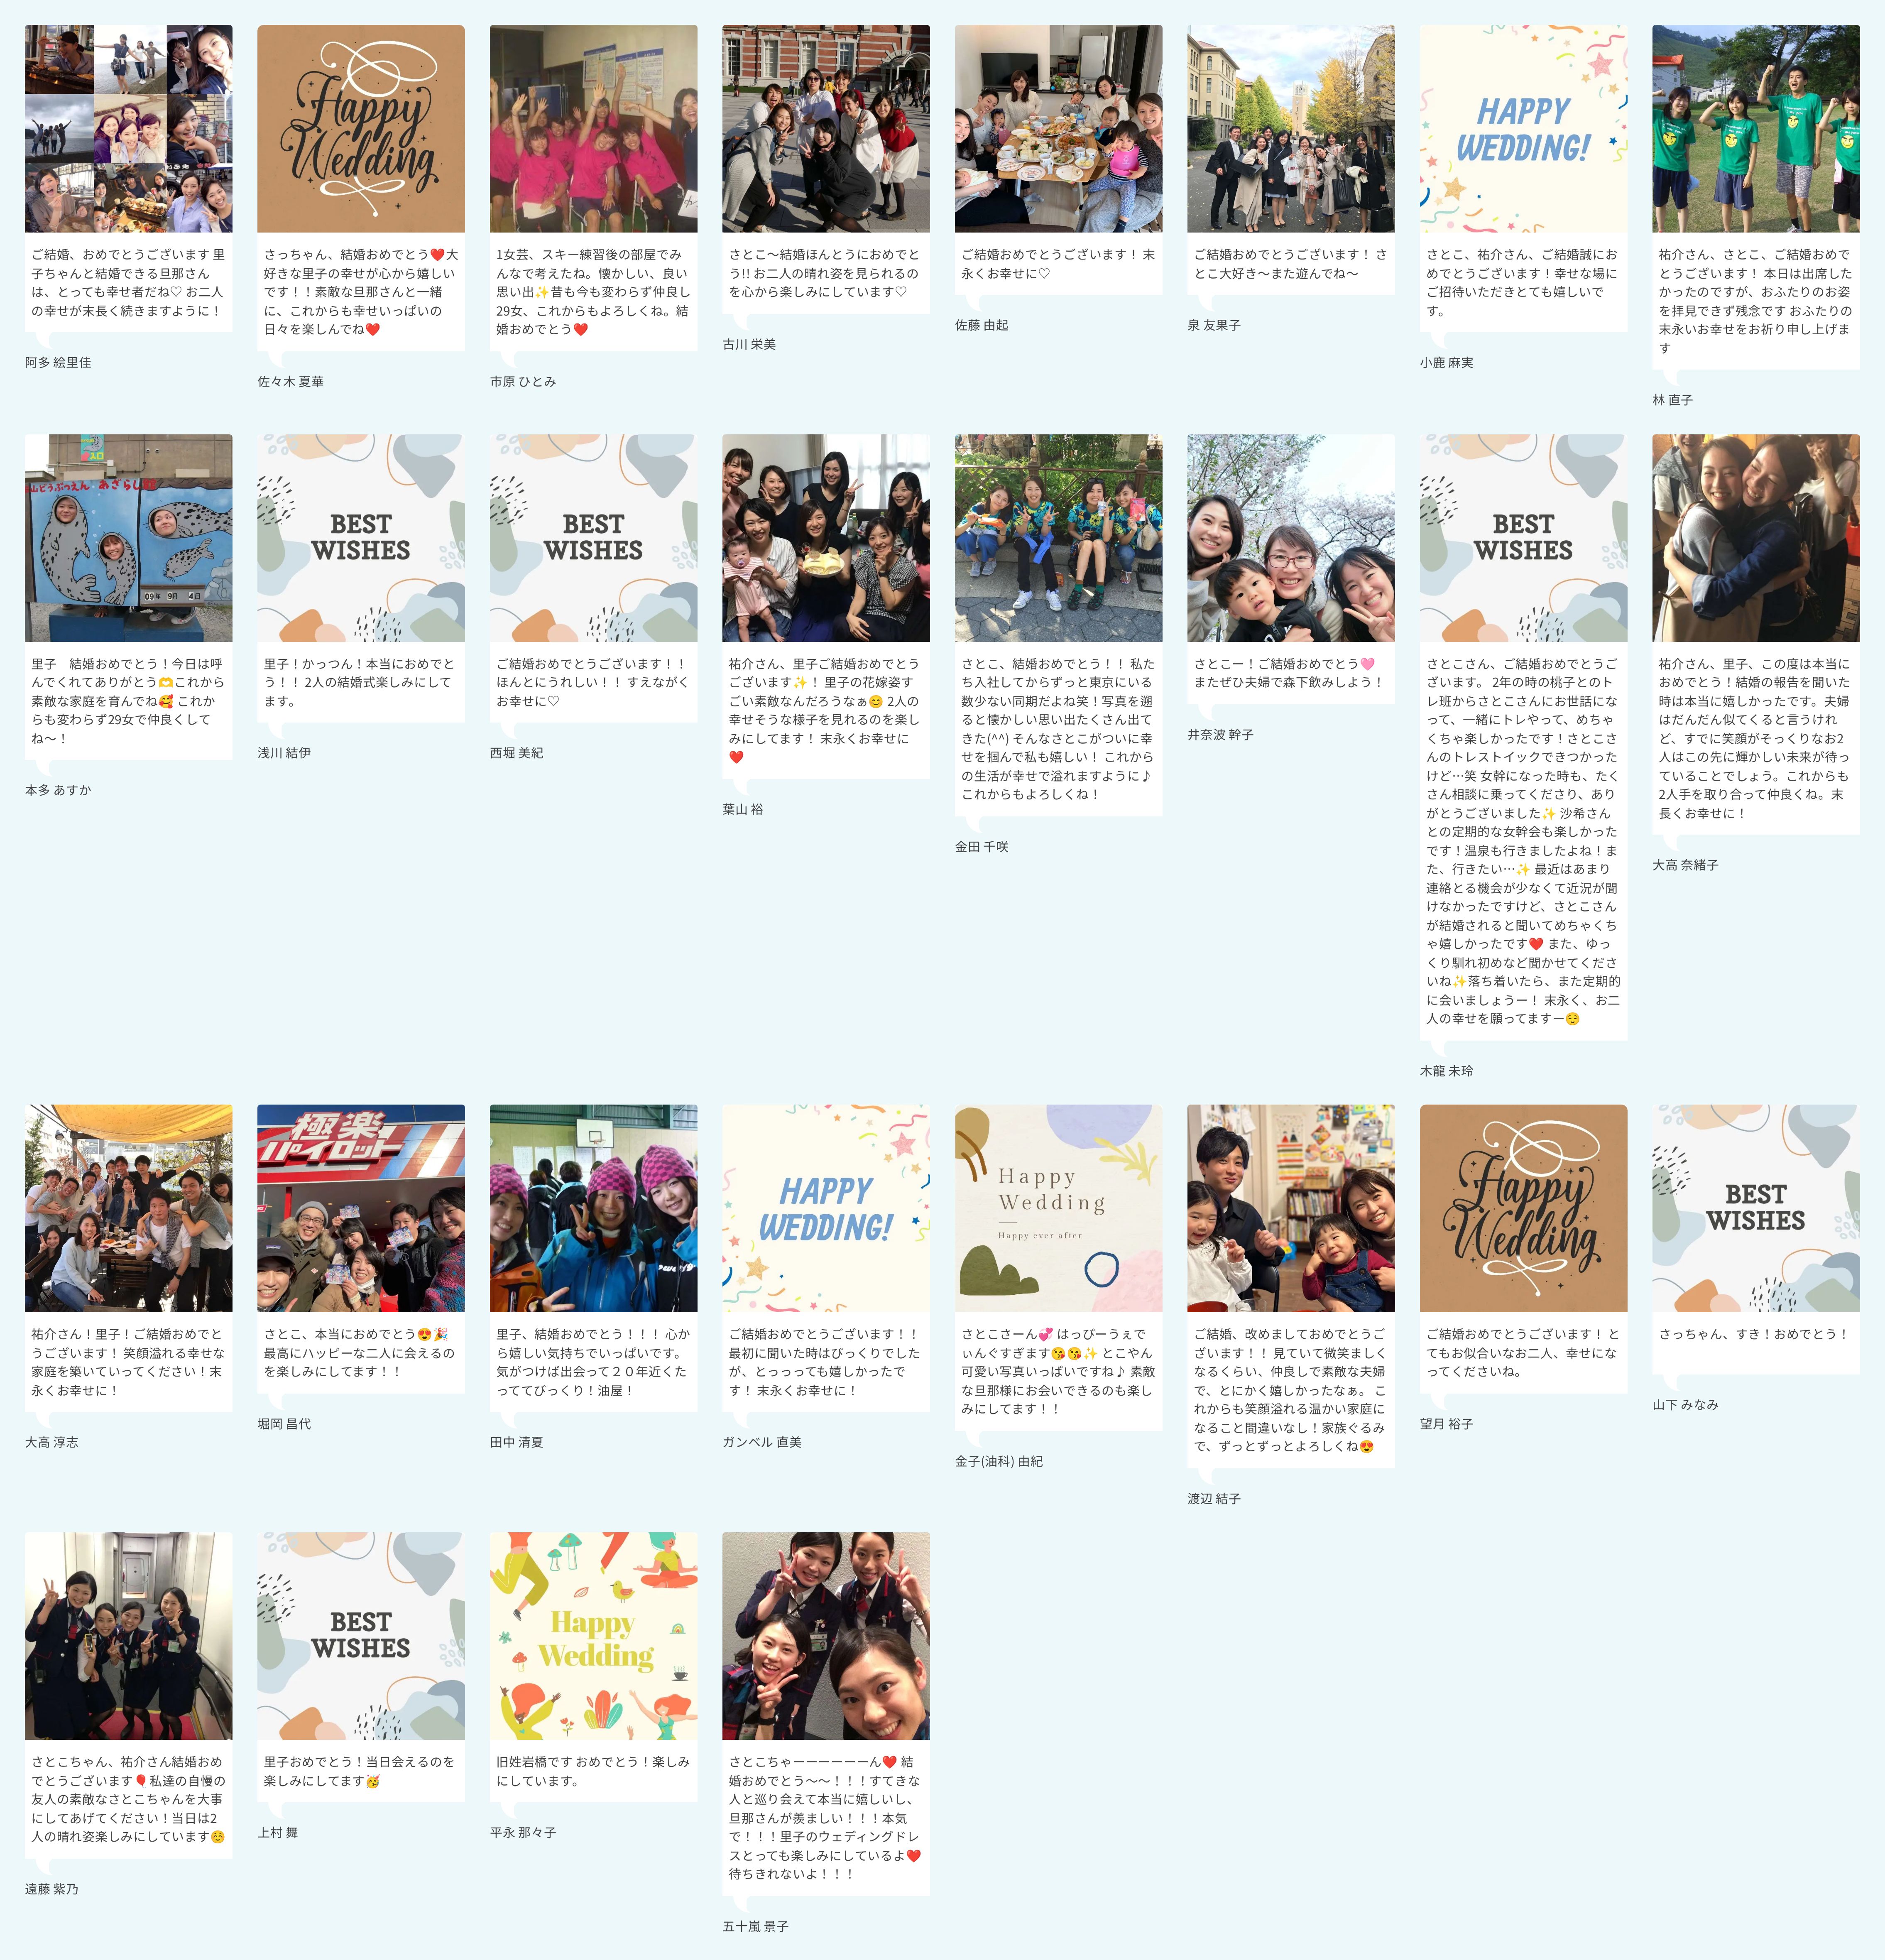 Happy
Wedding
HAPPY
WEDDING!
ご結婚、おめでとうございます 里
子ちゃんと結婚できる旦那さん
は、とっても幸せ者だね♡ お二人
の幸せが末長く続きますように！
阿多 絵里佳
さっちゃん、結婚おめでとう❤️大
好きな里子の幸せが心から嬉しい
です！！素敵な旦那さんと一緒
に、これからも幸せいっぱいの
日々を楽しんでね❤️
佐々木 夏華
1女芸、スキー練習後の部屋でみ
んなで考えたね。懐かしい、良い
思い出✨昔も今も変わらず仲良し
29女、これからもよろしくね。結
婚おめでとう❤️
市原 ひとみ
さとこ〜結婚ほんとうにおめでと
う!! お二人の晴れ姿を見られるの
を心から楽しみにしています♡
古川 栄美
ご結婚おめでとうございます！ 末
永くお幸せに♡
佐藤 由起
ご結婚おめでとうございます！ さ
とこ大好き〜また遊んでね〜
泉 友果子
さとこ、祐介さん、ご結婚誠にお
めでとうございます！幸せな場に
ご招待いただきとても嬉しいで
す。
小鹿 麻実
祐介さん、さとこ、ご結婚おめで
とうございます！ 本日は出席した
かったのですが、おふたりのお姿
を拝見できず残念です おふたりの
末永いお幸せをお祈り申し上げま
す
林 直子
入口
山どうぶつえん あざらし
09年 9月 4日
BEST
WISHES
BEST
WISHES
BEST
WISHES
里子　結婚おめでとう！今日は呼
んでくれてありがとう🫶これから
素敵な家庭を育んでね🥰 これか
らも変わらず29女で仲良くして
ね〜！
本多 あすか
里子！かっつん！本当におめでと
う！！ 2人の結婚式楽しみにして
ます。
浅川 結伊
ご結婚おめでとうございます！！
ほんとにうれしい！！ すえながく
お幸せに♡
西堀 美紀
祐介さん、里子ご結婚おめでとう
ございます✨！ 里子の花嫁姿す
ごい素敵なんだろうなぁ😊 2人の
幸せそうな様子を見れるのを楽し
みにしてます！ 末永くお幸せに
❤️
葉山 裕
さとこ、結婚おめでとう！！ 私た
ち入社してからずっと東京にいる
数少ない同期だよね笑！写真を遡
ると懐かしい思い出たくさん出て
きた(^^) そんなさとこがついに幸
せを掴んで私も嬉しい！ これから
の生活が幸せで溢れますように♪
これからもよろしくね！
金田 千咲
さとこー！ご結婚おめでとう🩷
またぜひ夫婦で森下飲みしよう！
井奈波 幹子
さとこさん、ご結婚おめでとうご
ざいます。 2年の時の桃子とのト
レ班からさとこさんにお世話にな
って、一緒にトレやって、めちゃ
くちゃ楽しかったです！さとこさ
んのトレストイックできつかった
けど…笑 女幹になった時も、たく
さん相談に乗ってくださり、あり
がとうございました✨ 沙希さん
との定期的な女幹会も楽しかった
です！温泉も行きましたよね！ま
た、行きたい…✨ 最近はあまり
連絡とる機会が少なくて近況が聞
けなかったですけど、さとこさん
が結婚されると聞いてめちゃくち
ゃ嬉しかったです❤️ また、ゆっ
くり馴れ初めなど聞かせてくださ
いね✨落ち着いたら、また定期的
に会いましょうー！ 末永く、お二
人の幸せを願ってますー😌
木龍 未玲
祐介さん、里子、この度は本当に
おめでとう！結婚の報告を聞いた
時は本当に嬉しかったです。夫婦
はだんだん似てくると言うけれ
ど、すでに笑顔がそっくりなお2
人はこの先に輝かしい未来が待っ
ていることでしょう。これからも
2人手を取り合って仲良くね。末
長くお幸せに！
大高 奈緒子
極楽
パイロット
HAPPY
WEDDING!
Happy
Wedding
Happy ever after
Happy
Wedding
BEST
WISHES
祐介さん！里子！ご結婚おめでと
うございます！ 笑顔溢れる幸せな
家庭を築いていってください！末
永くお幸せに！
大高 淳志
さとこ、本当におめでとう😍🎉
最高にハッピーな二人に会えるの
を楽しみにしてます！！
堀岡 昌代
里子、結婚おめでとう！！！ 心か
ら嬉しい気持ちでいっぱいです。
気がつけば出会って２０年近くた
っててびっくり！油屋！
田中 清夏
ご結婚おめでとうございます！！
最初に聞いた時はびっくりでした
が、とっっっても嬉しかったで
す！ 末永くお幸せに！
ガンベル 直美
さとこさーん💞 はっぴーうぇで
ぃんぐすぎます😘😘✨ とこやん
可愛い写真いっぱいですね♪ 素敵
な旦那様にお会いできるのも楽し
みにしてます！！
金子(油科) 由紀
ご結婚、改めましておめでとうご
ざいます！！ 見ていて微笑ましく
なるくらい、仲良しで素敵な夫婦
で、とにかく嬉しかったなぁ。 こ
れからも笑顔溢れる温かい家庭に
なること間違いなし！家族ぐるみ
で、ずっとずっとよろしくね😍
渡辺 結子
ご結婚おめでとうございます！ と
てもお似合いなお二人、幸せにな
ってくださいね。
望月 裕子
さっちゃん、すき！おめでとう！
山下 みなみ
BEST
WISHES
Happy
Wedding
さとこちゃん、祐介さん結婚おめ
でとうございます🎈私達の自慢の
友人の素敵なさとこちゃんを大事
にしてあげてください！当日は2
人の晴れ姿楽しみにしています☺️
遠藤 紫乃
里子おめでとう！当日会えるのを
楽しみにしてます🥳
上村 舞
旧姓岩橋です おめでとう！楽しみ
にしています。
平永 那々子
さとこちゃーーーーーーん❤️ 結
婚おめでとう〜〜！！！すてきな
人と巡り会えて本当に嬉しいし、
旦那さんが羨ましい！！！本気
で！！！里子のウェディングドレ
スとっても楽しみにしているよ❤️
待ちきれないよ！！！
五十嵐 景子